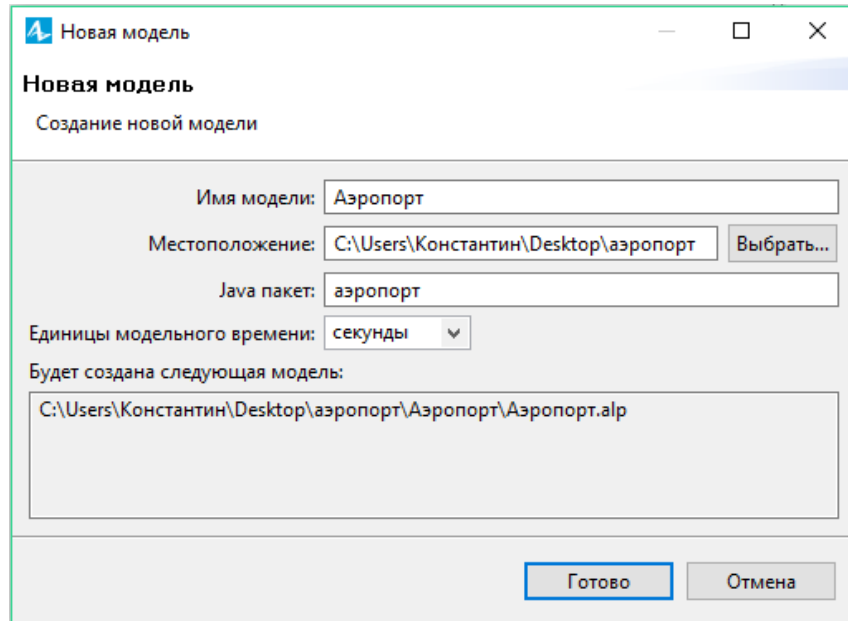 Новая модель
Новая модель
Создание новой модели
Имя модели: Аэропорт
Местоположение: C:\Users\Константин\Desktop\аэропорт Выбрать...
Java пакет: аэропорт
Единицы модельного времени: секунды
Будет создана следующая модель:
C:\Users\Константин\Desktop\аэропорт\Аэропорт\Аэропорт.alp
Готово Отмена